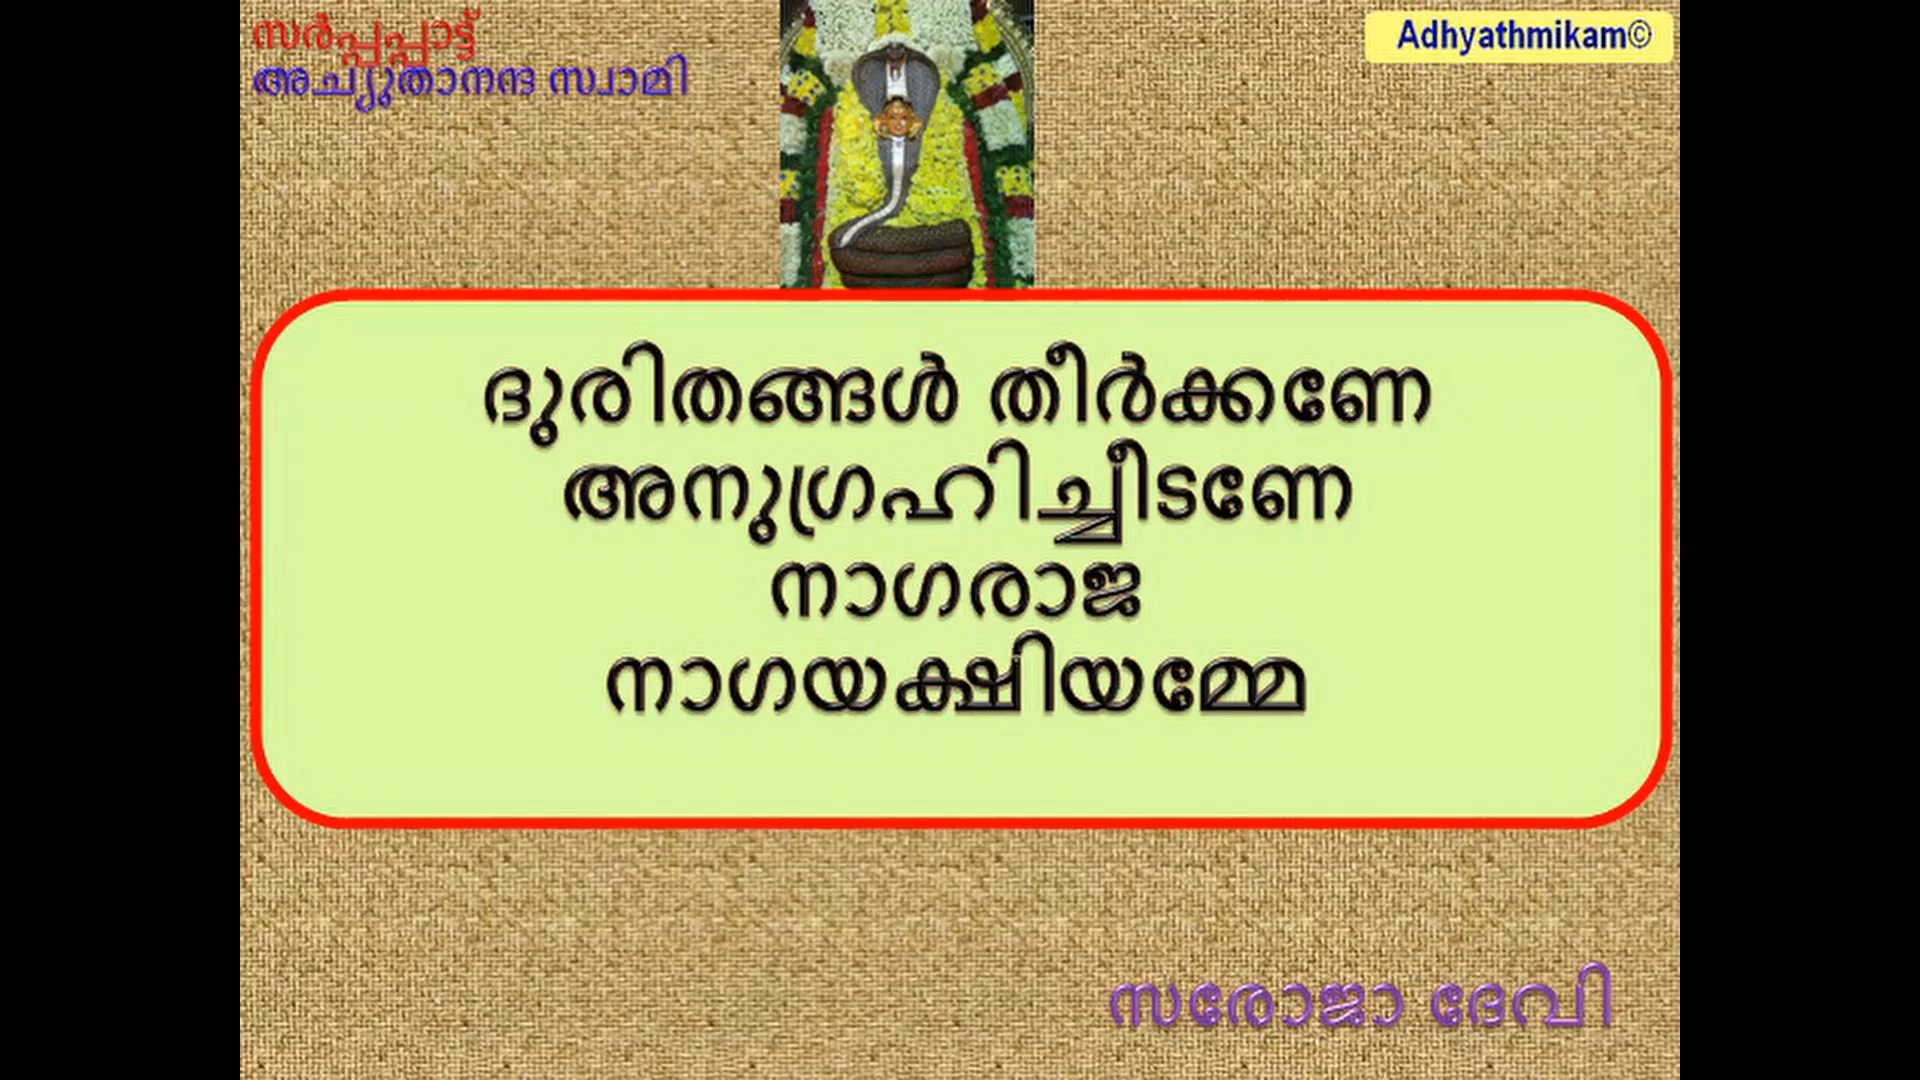 സർപ്പപ്പാട്ട്
അച്യുതാനന്ദ സ്വാമി
Adhyathmikam©
ദുരിതങ്ങൾ തീർക്കണേ
അനുഗ്രഹിച്ചീടണേ
നാഗരാജ
നാഗയക്ഷിയമ്മേ
സരോജാ ദേവി